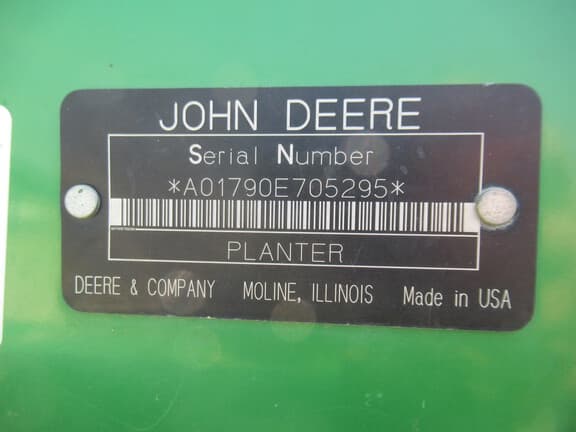 JOHN DEERE
Serial Number
*A01790E705295*
PLANTER
DEERE & COMPANY MOLINE, ILLINOIS Made in USA